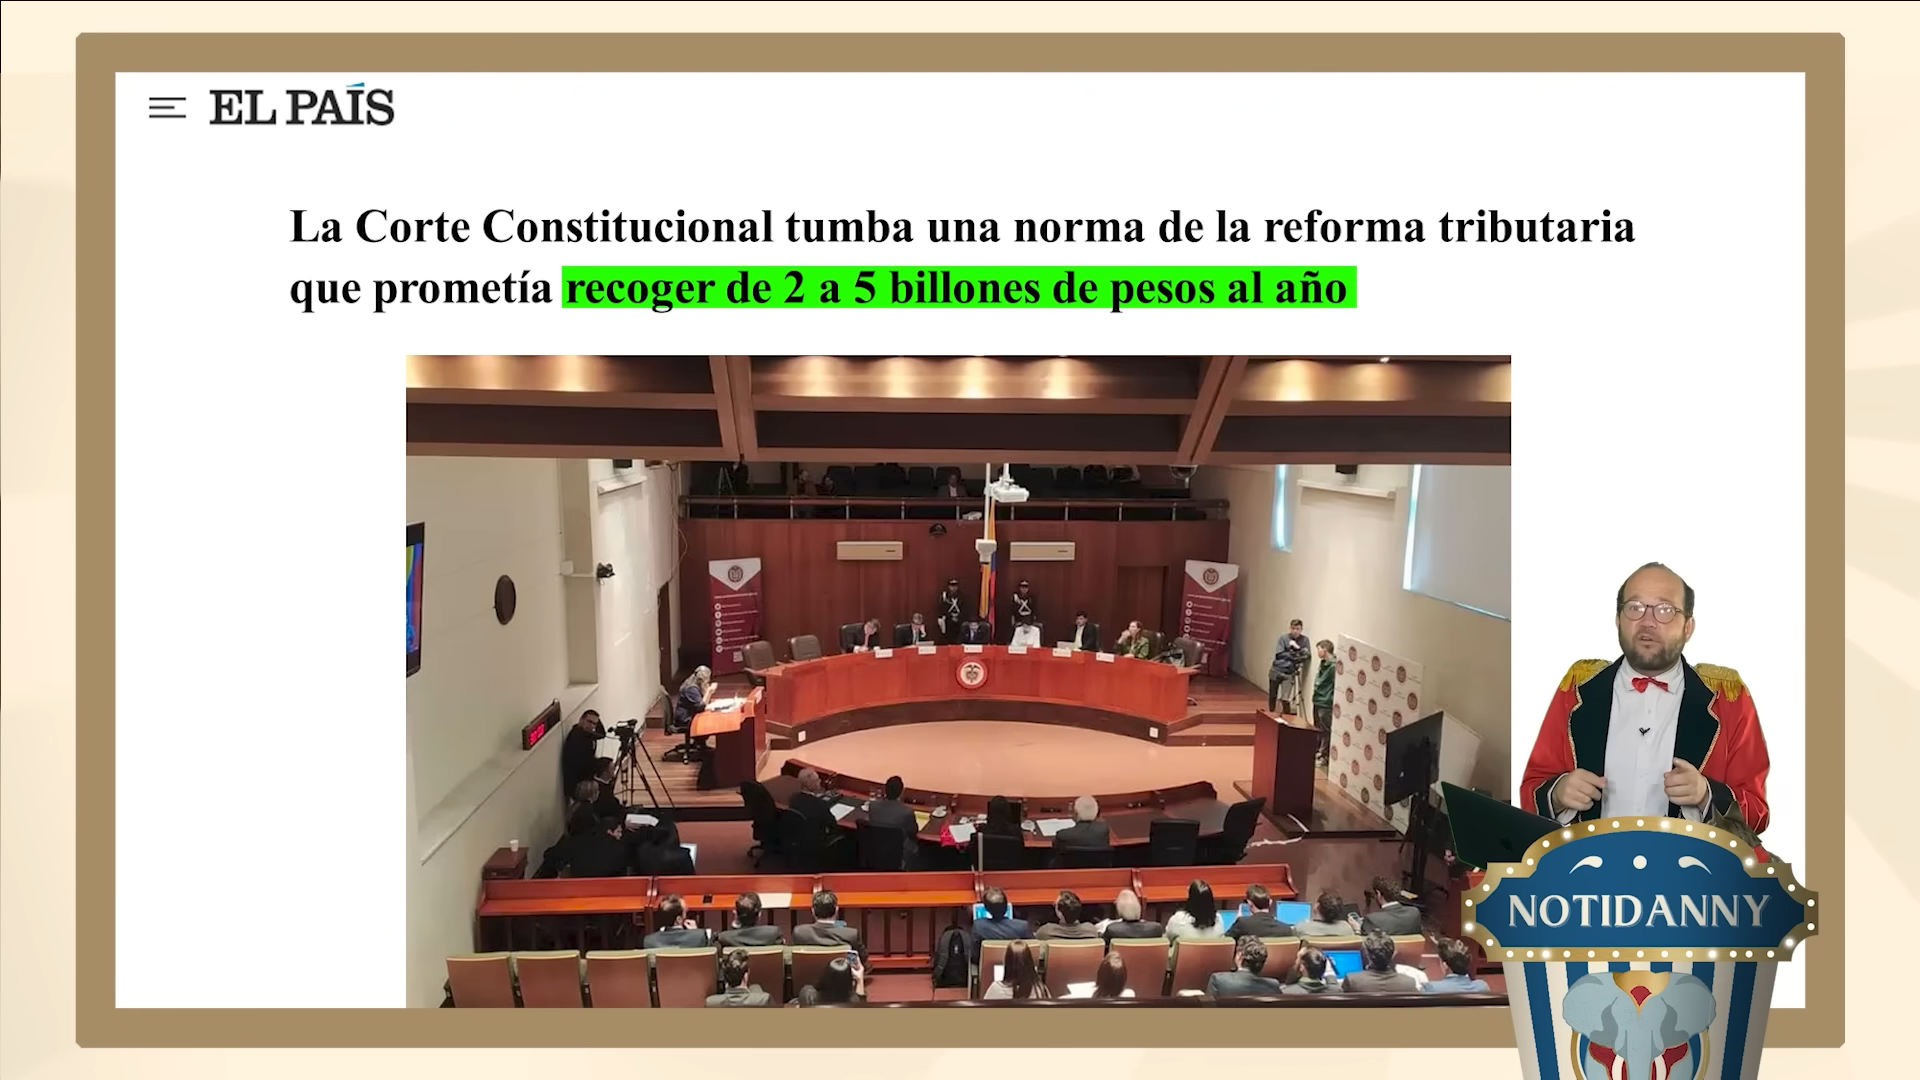 EL PAÍS
La Corte Constitucional tumba una norma de la reforma tributaria
que prometía recoger de 2 a 5 billones de pesos al año
NOTIDANNY